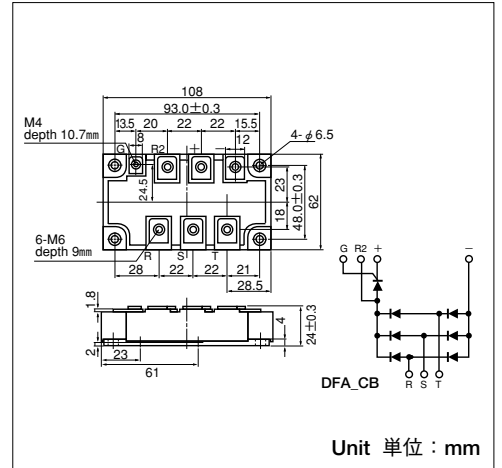 108
93.0±0.3
13.5 20 22 22 15.5
M4
depth 10.7mm
8
12
4-φ6.5
G R2 + −
24.5
23
18
48.0±0.3
62
6-M6
depth 9mm
R S T
28 22 22 21
28.5
1.8
2
23
61
4
24±0.3
G R2 + −
R S T
DFA_CB
Unit 単位：mm